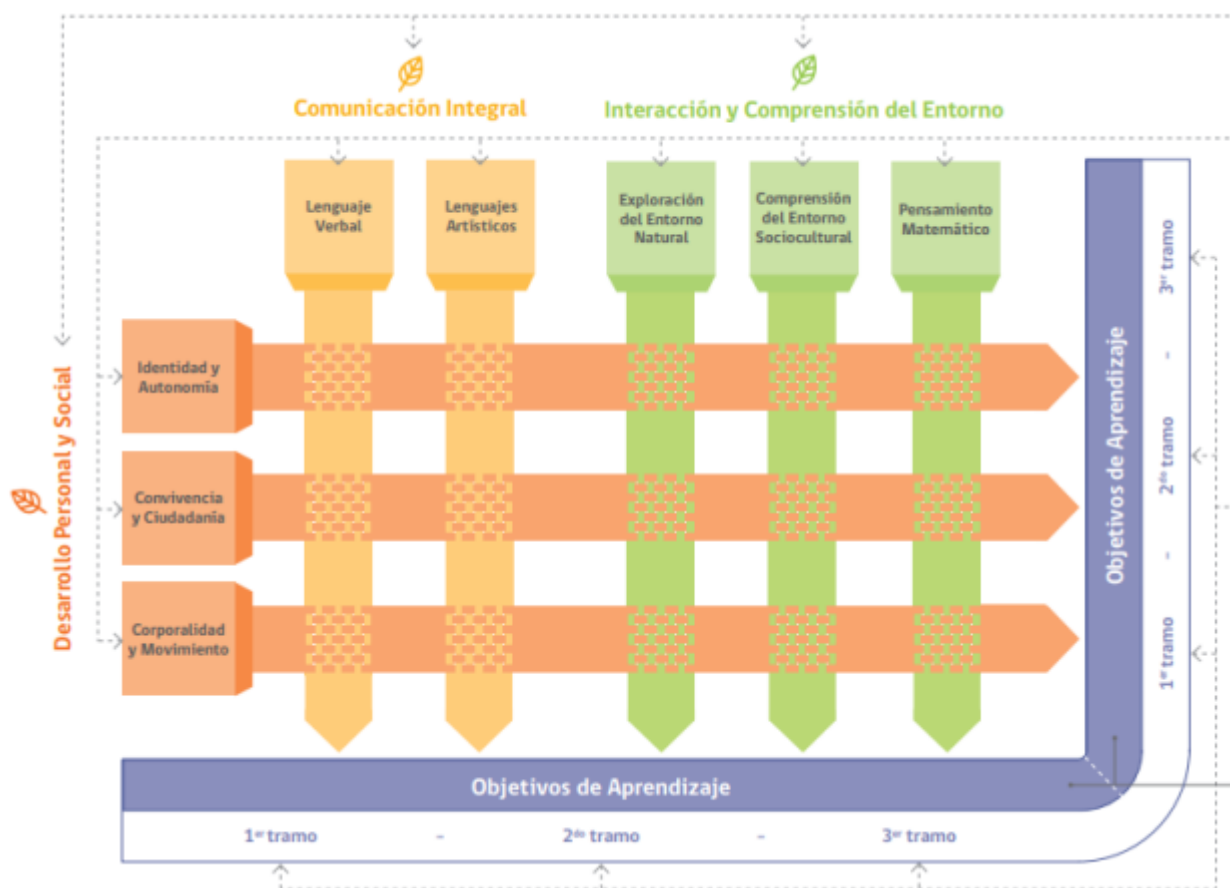 Comunicación Integral
Interacción y Comprensión del Entorno
Lenguaje
Verbal
Lenguajes
Artísticos
Exploración
del Entorno
Natural
Comprensión
del Entorno
Sociocultural
Pensamiento
Matemático
Desarrollo Personal y Social
Identidad y
Autonomía
Convivencia
y Ciudadanía
Corporalidad
y Movimiento
Objetivos de Aprendizaje
3er tramo
-
2do tramo
-
1er tramo
Objetivos de Aprendizaje
1er tramo - 2do tramo - 3er tramo